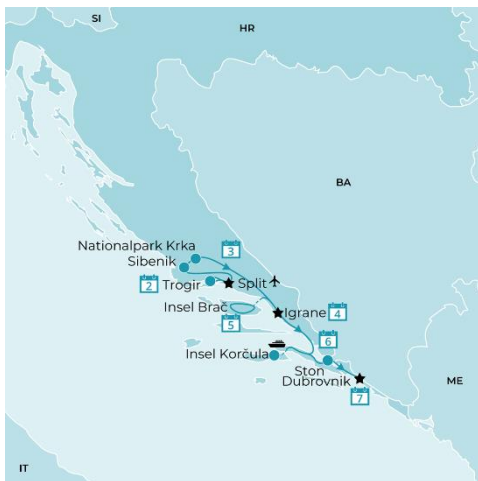 SI
HR
BA
Nationalpark Krka
3
Sibenik
2
Trogir
Split
Insel Brač
Igrane
4
5
6
Insel Korčula
Ston
Dubrovnik
7
ME
IT